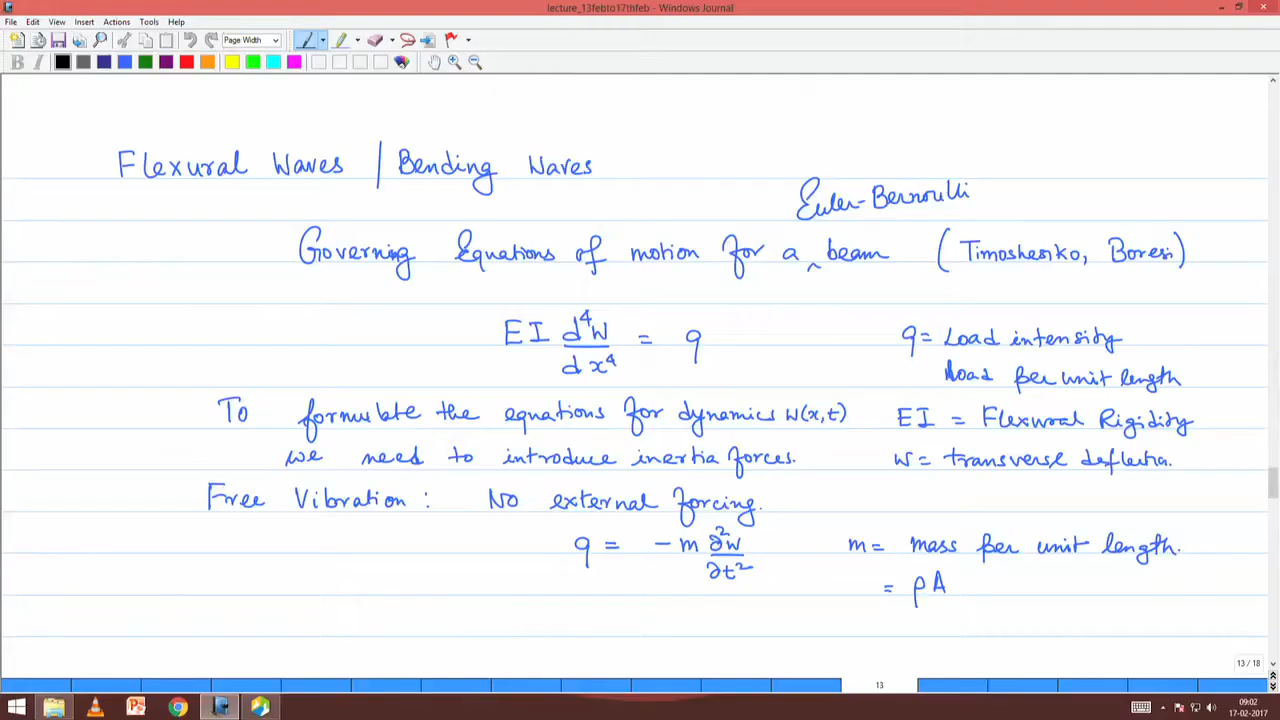 lecture_13febto17thfeb - Windows Journal
File Edit View Insert Actions Tools Help
Page Width
B I
Flexural Waves | Bending Waves
Euler-Bernoulli
Governing Equations of motion for a ^ beam (Timoshenko, Boresi)
EI d⁴w/dx⁴ = q
q = Load intensity
Load per unit length
To formulate the equations for dynamics w(x,t)
EI = Flexural Rigidity
we need to introduce inertia forces.
w = transverse deflection.
Free Vibration : No external forcing.
q = -m ∂²w/∂t²
m = mass per unit length.
= ρA
13 / 18
13
09:02
17-02-2017